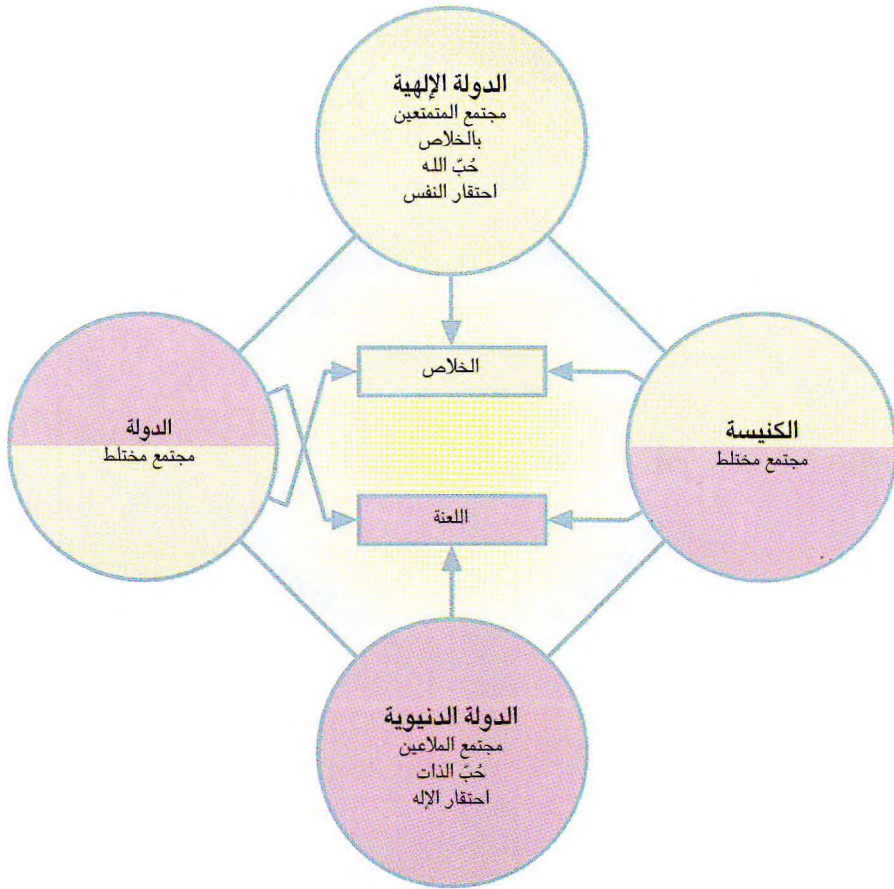 الدولة الإلهية
مجتمع المتمتعين
بالخلاص
حُبّ الله
احتقار النفس
الخلاص
الكنيسة
مجتمع مختلط
الدولة
مجتمع مختلط
اللعنة
الدولة الدنيوية
مجتمع الملاعين
حُبّ الذات
احتقار الإله